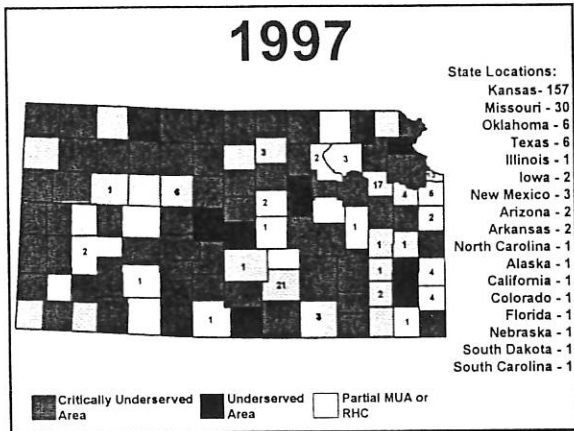 1997
State Locations:
Kansas- 157
Missouri - 30
Oklahoma - 6
Texas - 6
Illinois - 1
Iowa - 2
New Mexico - 3
Arizona - 2
Arkansas - 2
North Carolina - 1
Alaska - 1
California - 1
Colorado - 1
Florida - 1
Nebraska - 1
South Dakota - 1
South Carolina - 1
3
2
3
1
6
17
4
5
2
2
1
1
1
1
2
1
1
4
1
21
2
4
1
3
1
Critically Underserved
Area
Underserved
Area
Partial MUA or
RHC